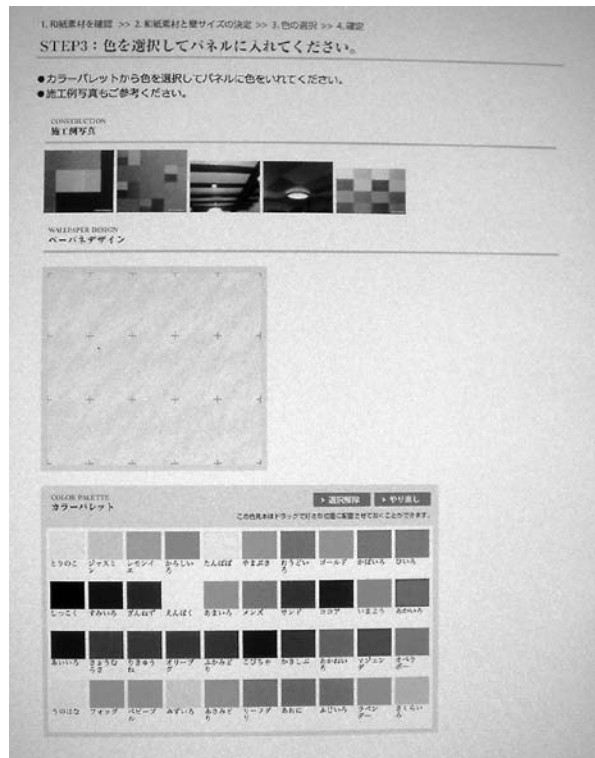 1. 和紙素材を確認 >> 2. 和紙素材と壁サイズの決定 >> 3. 色の選択 >> 4. 確定
STEP3：色を選択してパネルに入れてください。
●カラーパレットから色を選択してパネルに色をいれてください。
●施工例写真もご参考ください。
CONSTRUCTION
施工例写真
WALLPAPER DESIGN
ペーパネデザイン
COLOR PALETTE
カラーパレット
選択解除
やり直し
この色見本はドラッグで好きな位置に配置させておくことができます。
とりのこ ジャスミン レモンイエ からしいろ たんぽぽ やまぶき おうどいろ ゴールド かばいろ ひいろ
しっこく すみいろ ぎんねず えんぱく あまいろ メンズ サンド ココア いまよう あかいろ
あいいろ ききょうむらさき りきゅうね オリーブグ ふかみどり こびちゃ かきしぶ あかねいろ マジェンダ オペラボー
うのはな フォッグ ベビーブル みずいろ あさみどり リーフグリ あおに ふじいろ ラベンダー さくらいろ